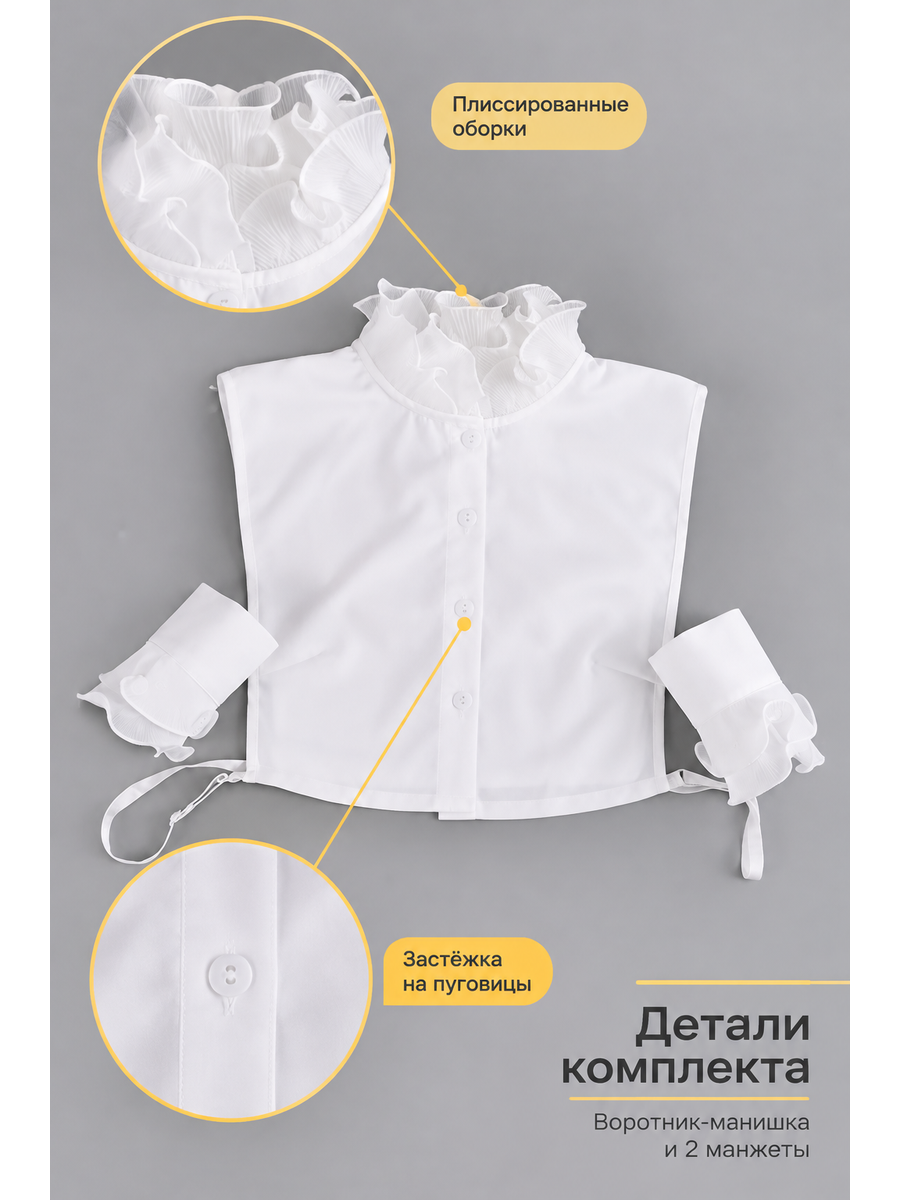 Плиссированные
оборки
Застёжка
на пуговицы
Детали
комплекта
Воротник-манишка
и 2 манжеты